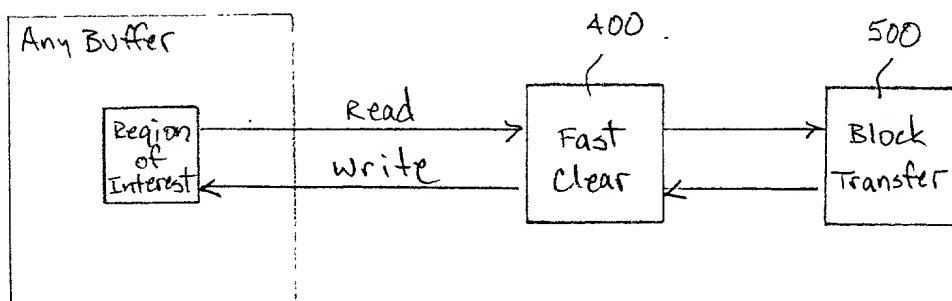 400
500
Any Buffer
Read
Region
of
Interest
Fast
Clear
Block
Transfer
Write